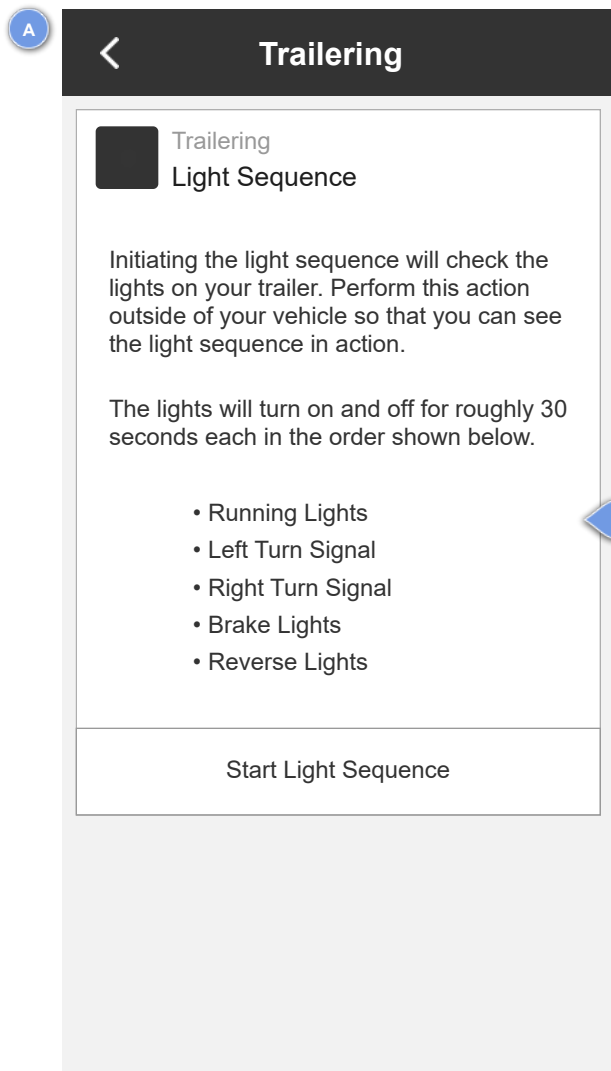 A
Trailering
Trailering
Light Sequence
Initiating the light sequence will check the
lights on your trailer. Perform this action
outside of your vehicle so that you can see
the light sequence in action.
The lights will turn on and off for roughly 30
seconds each in the order shown below.
• Running Lights
• Left Turn Signal
• Right Turn Signal
• Brake Lights
• Reverse Lights
Start Light Sequence